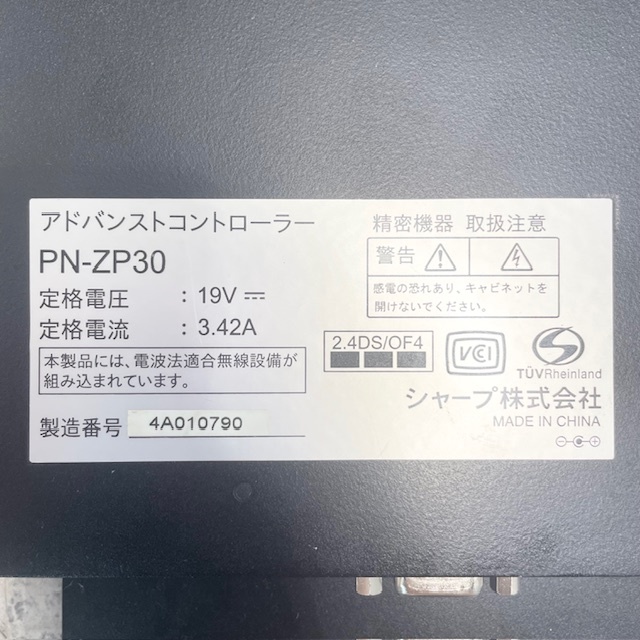 アドバンストコントローラー
PN-ZP30
定格電圧 : 19V
定格電流 : 3.42A
本製品には、電波法適合無線設備が
組み込まれています。
製造番号 4A010790
精密機器 取扱注意
警告
感電の恐れあり、キャビネットを
開けないでください。
2.4DS/OF4
VCI
TÜVRheinland
シャープ株式会社
MADE IN CHINA